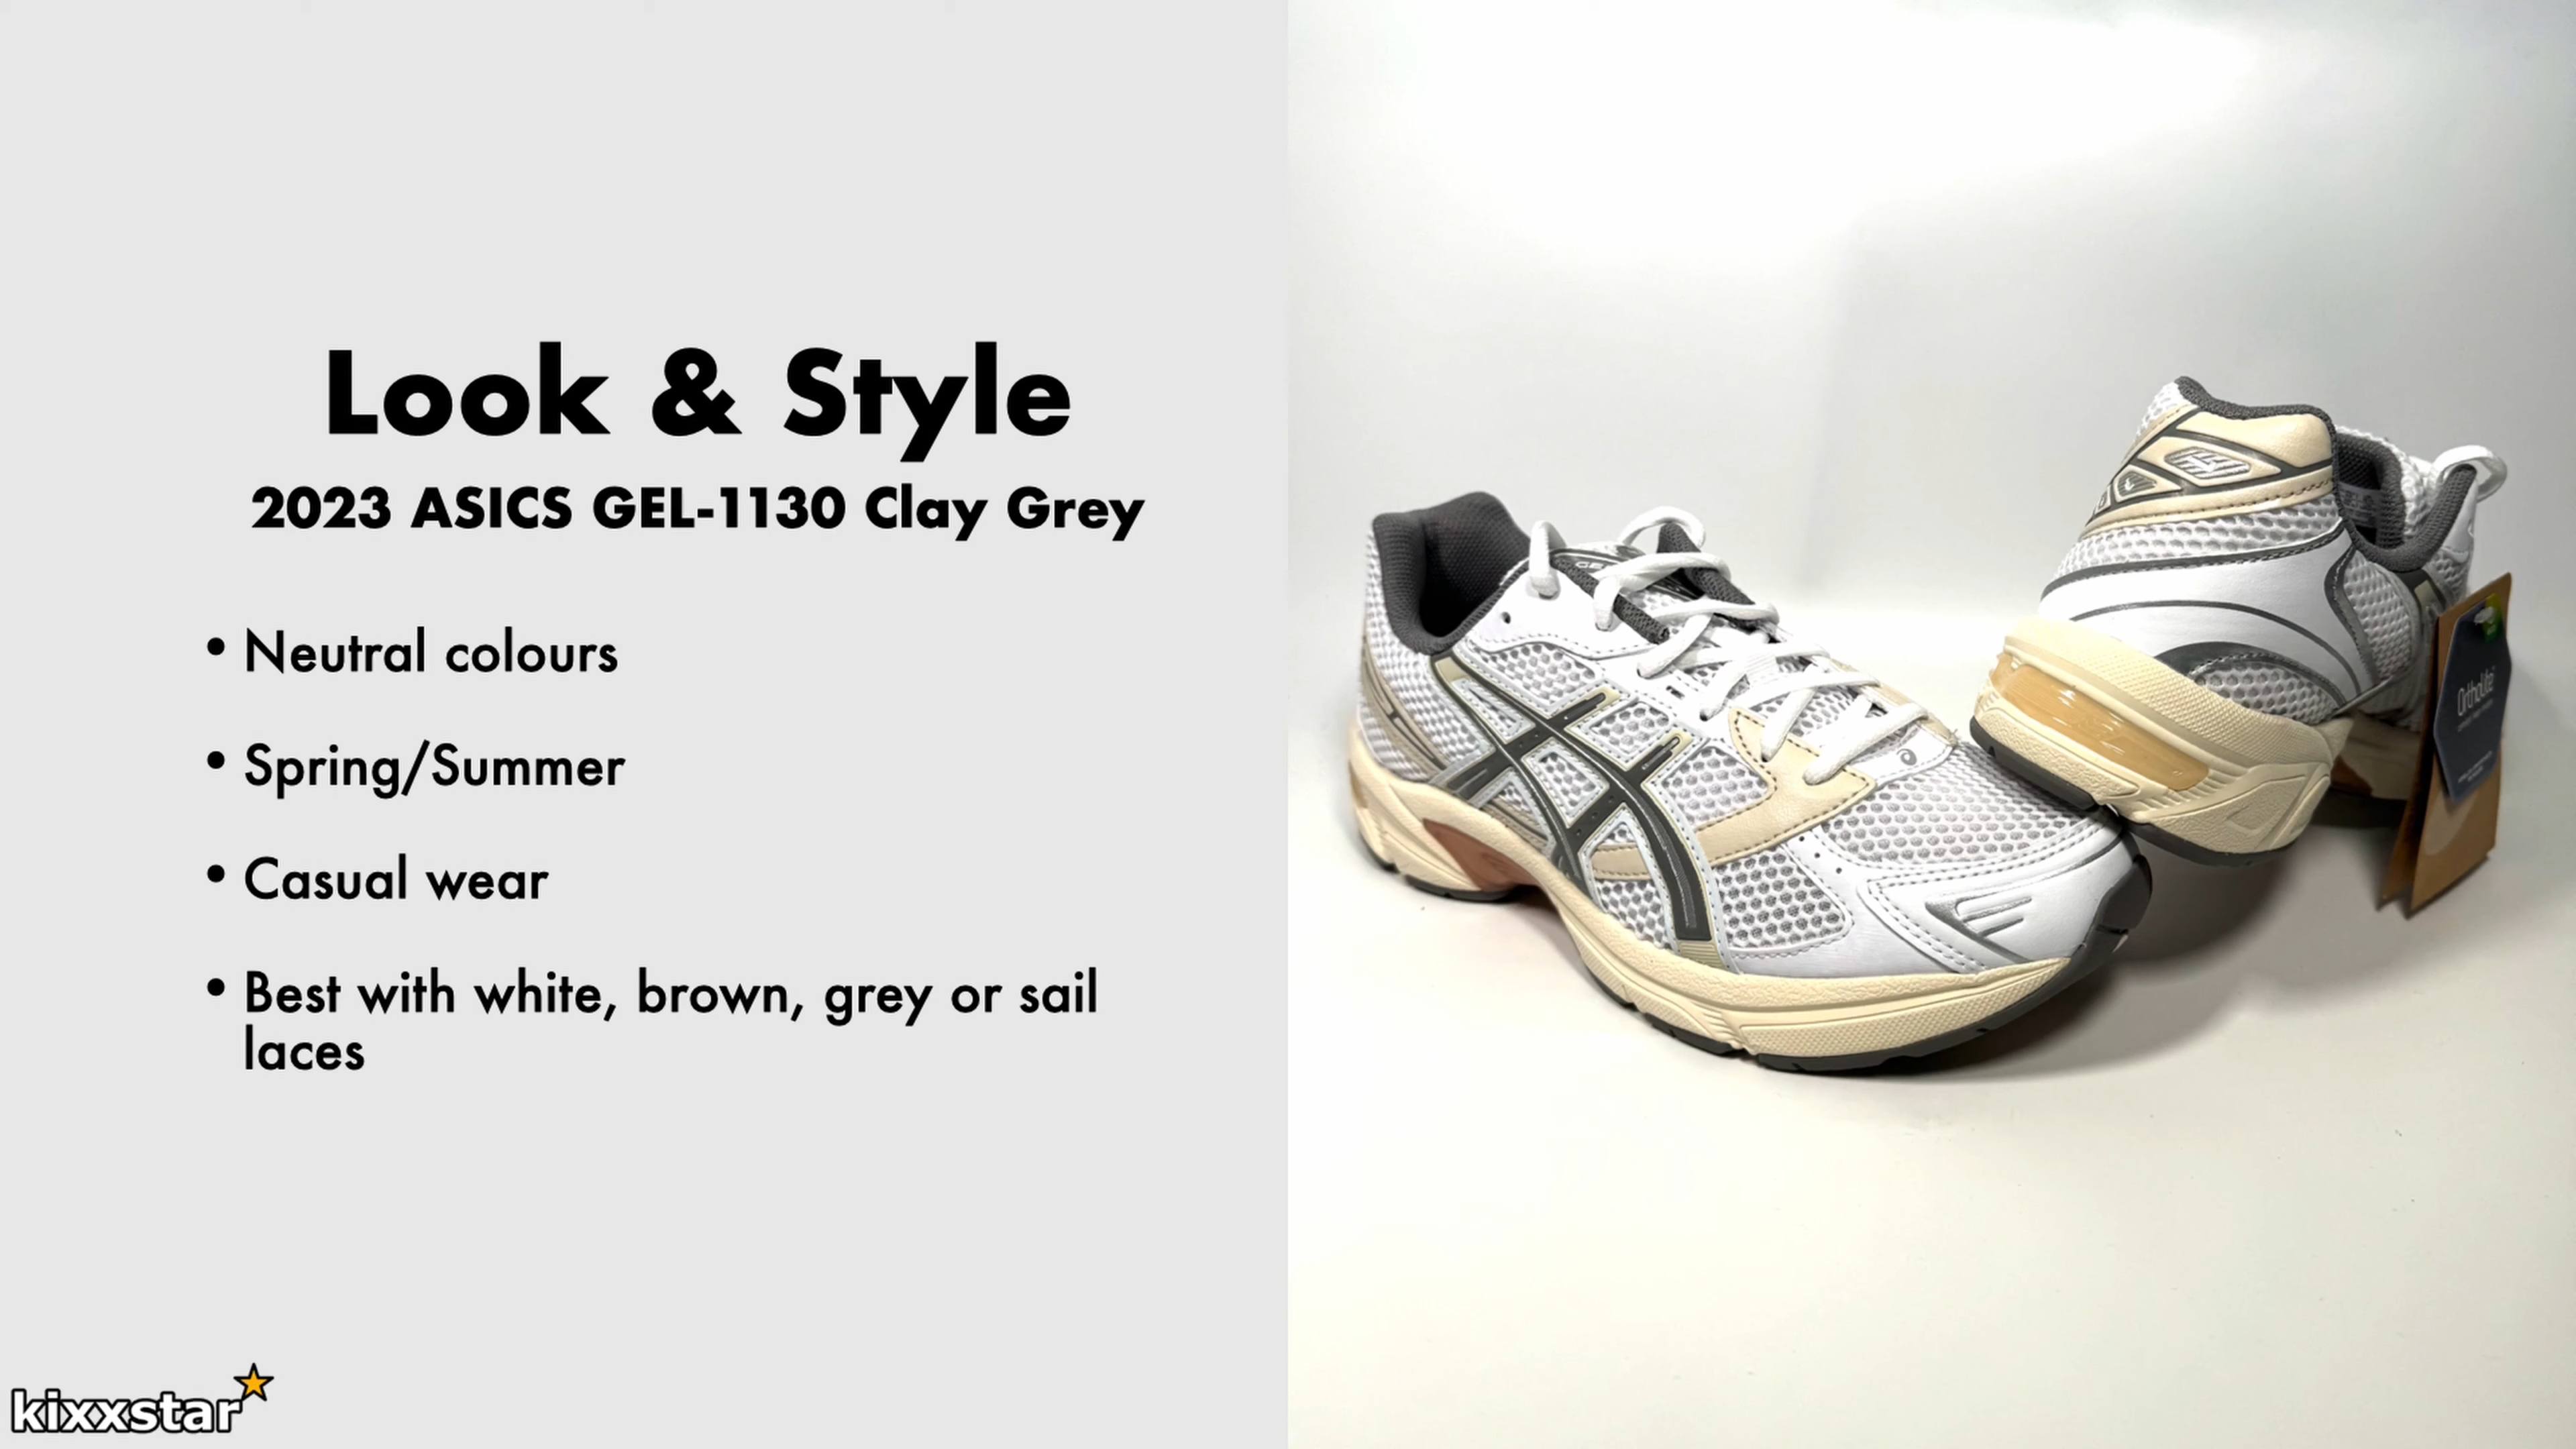 Look & Style
2023 ASICS GEL-1130 Clay Grey
• Neutral colours
• Spring/Summer
• Casual wear
• Best with white, brown, grey or sail
laces
OrthoLite
kixxstar